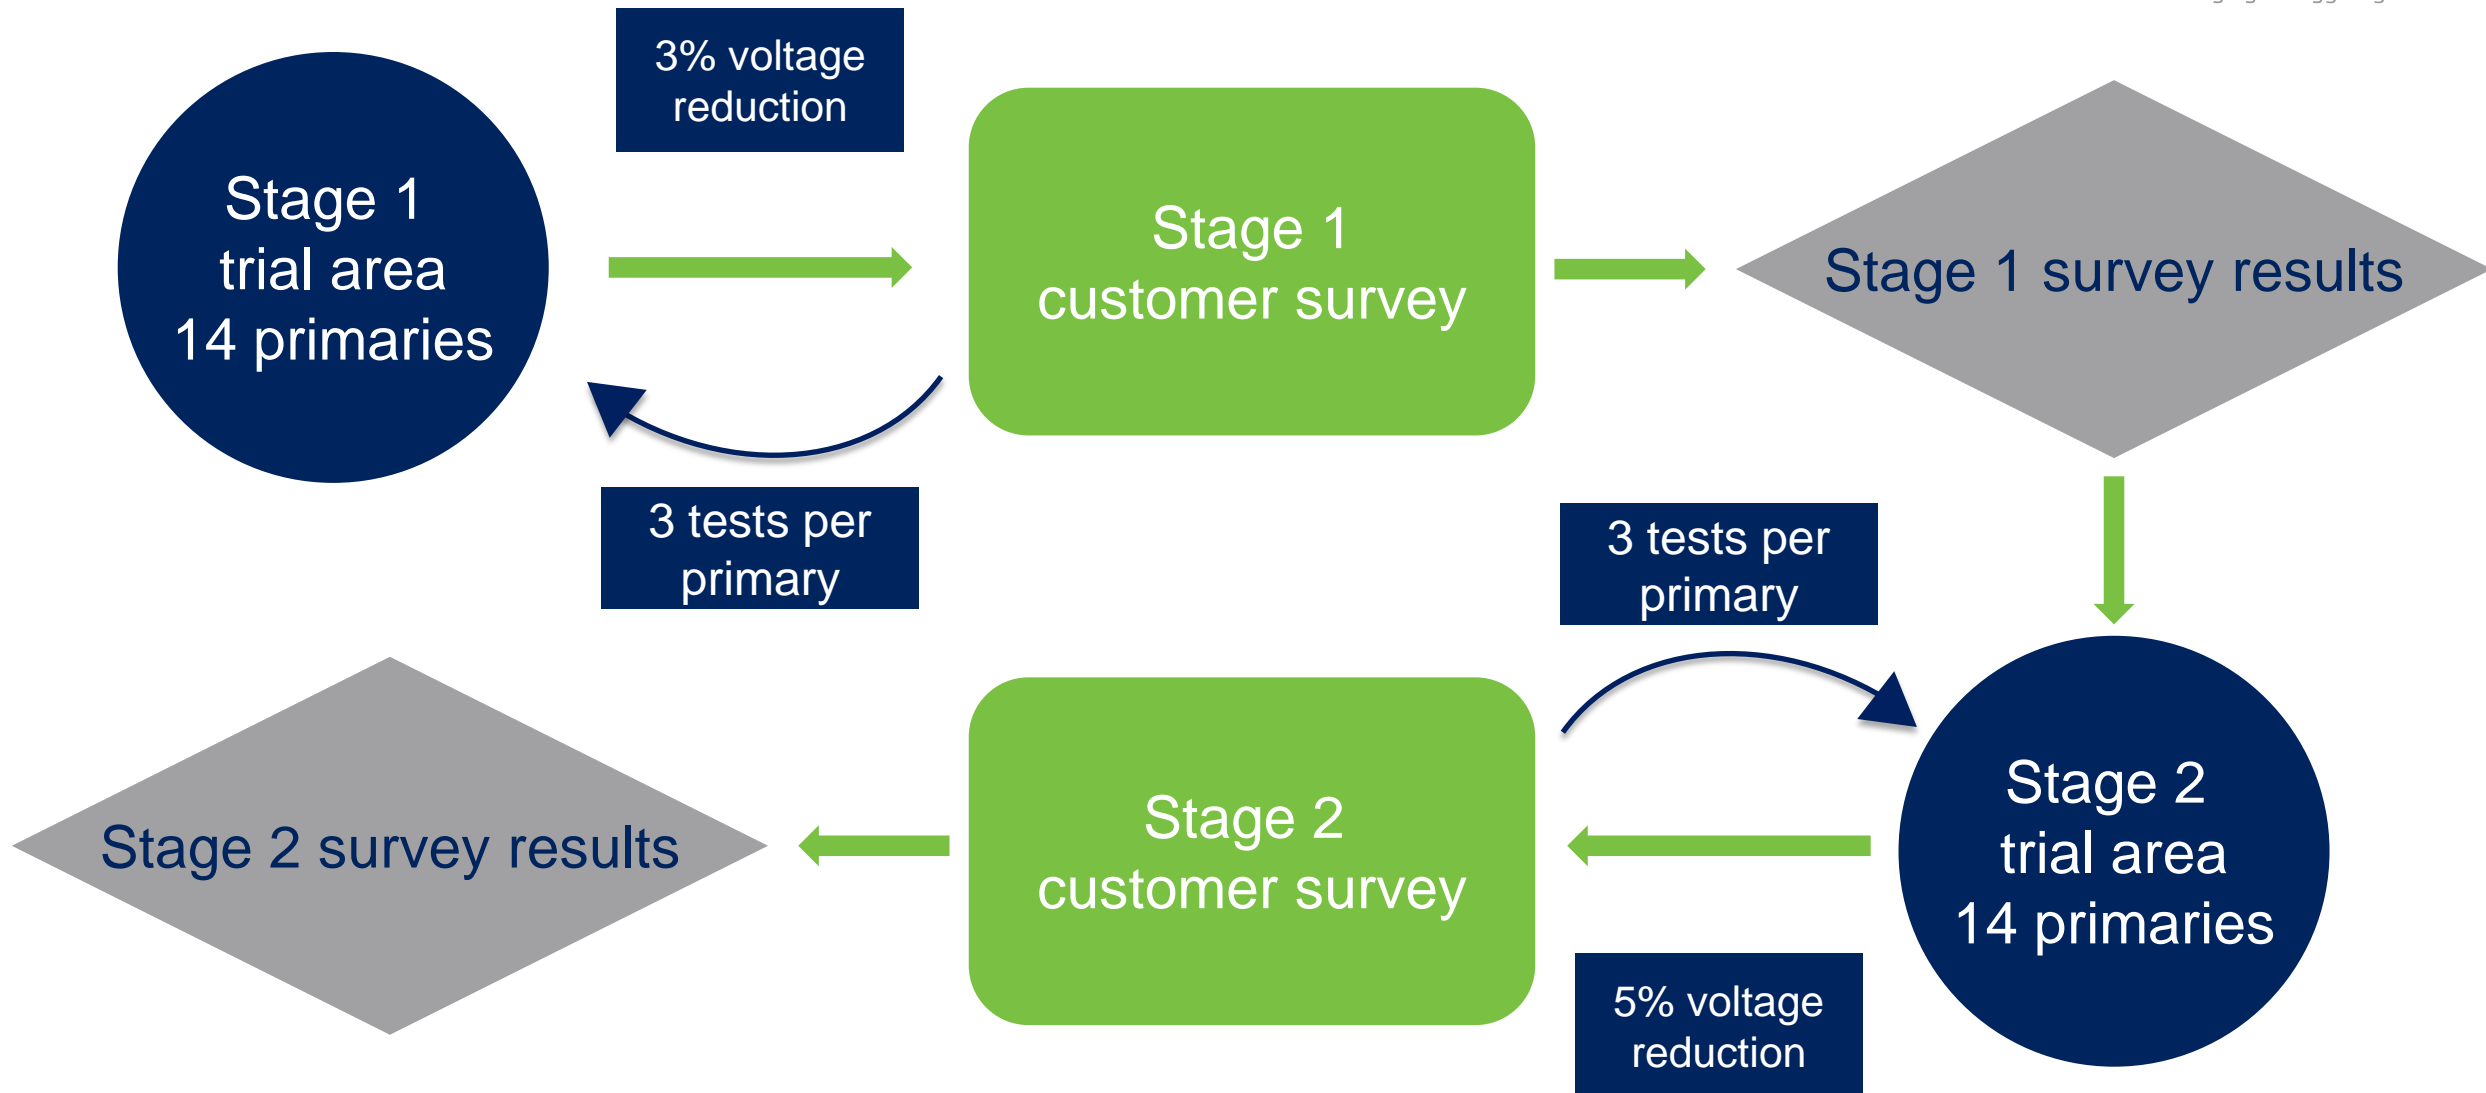 3% voltage
reduction
Stage 1
trial area
14 primaries
Stage 1
customer survey
Stage 1 survey results
3 tests per
primary
3 tests per
primary
Stage 2 survey results
Stage 2
customer survey
Stage 2
trial area
14 primaries
5% voltage
reduction